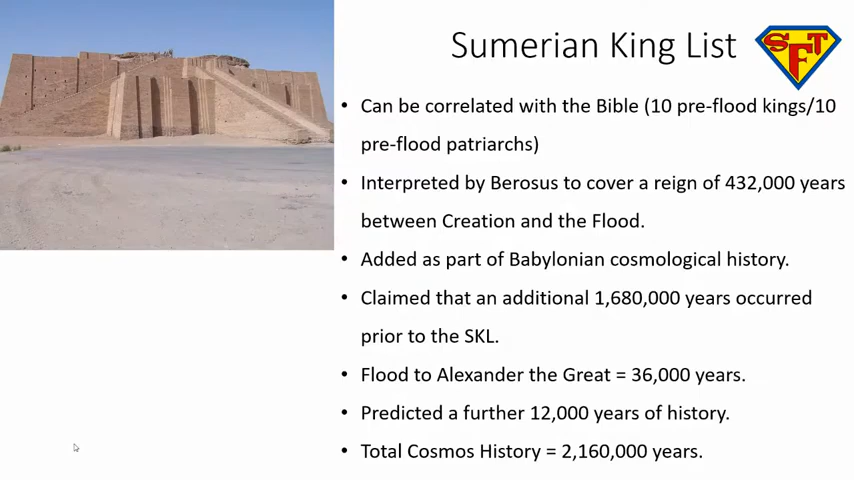 Sumerian King List
SFT
• Can be correlated with the Bible (10 pre-flood kings/10
pre-flood patriarchs)
• Interpreted by Berosus to cover a reign of 432,000 years
between Creation and the Flood.
• Added as part of Babylonian cosmological history.
• Claimed that an additional 1,680,000 years occurred
prior to the SKL.
• Flood to Alexander the Great = 36,000 years.
• Predicted a further 12,000 years of history.
• Total Cosmos History = 2,160,000 years.